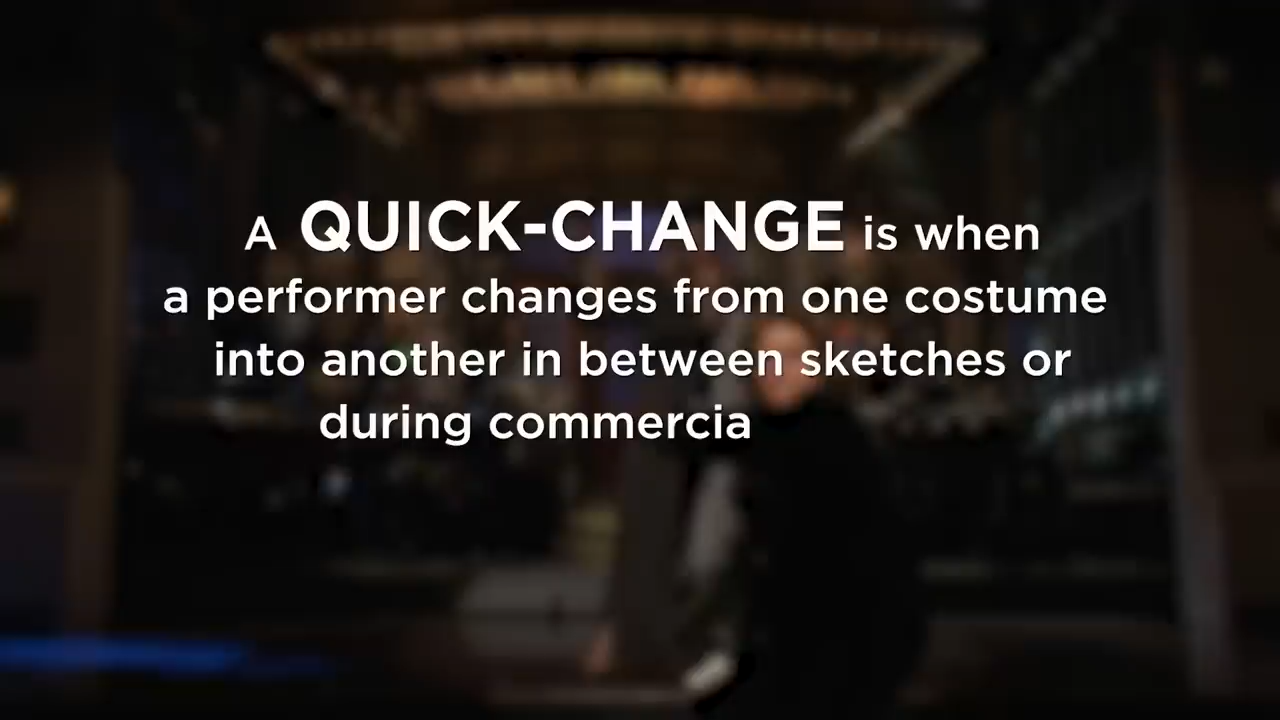 A QUICK-CHANGE is when
a performer changes from one costume
into another in between sketches or
during commercia